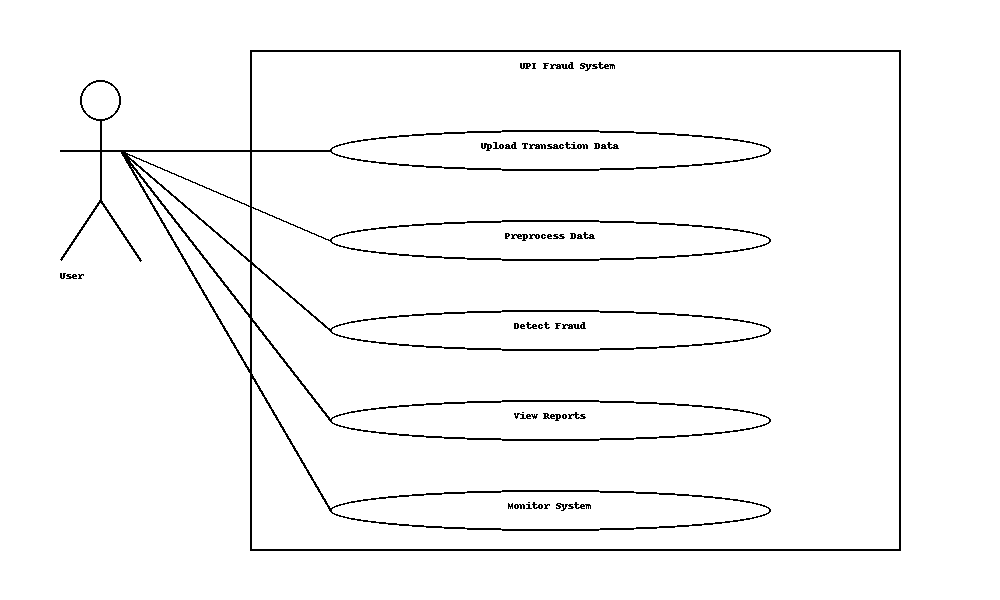 UPI Fraud System
Upload Transaction Data
Preprocess Data
User
Detect Fraud
View Reports
Monitor System